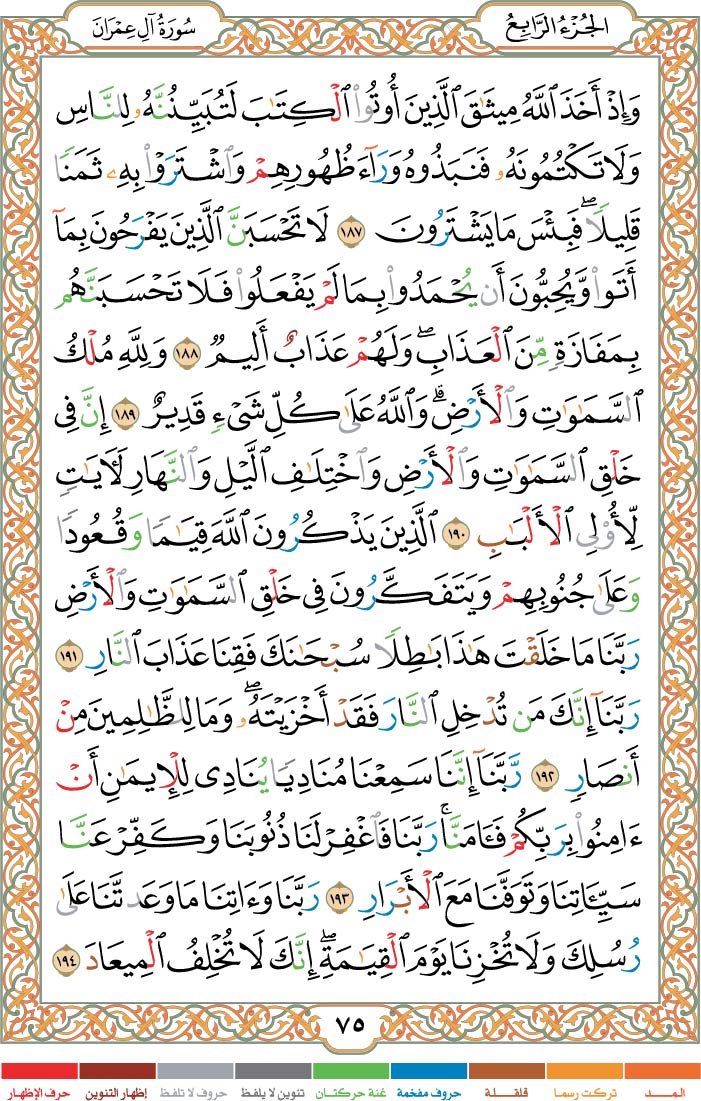 الجُزْءُ الرَّابِعُ
سُورَةُ آلِ عِمْرَانَ
وَإِذْ أَخَذَ ٱللَّهُ مِيثَٰقَ ٱلَّذِينَ أُوتُوا۟ ٱلْكِتَٰبَ لَتُبَيِّنُنَّهُۥ لِلنَّاسِ
وَلَا تَكْتُمُونَهُۥ فَنَبَذُوهُ وَرَآءَ ظُهُورِهِمْ وَٱشْتَرَوْا۟ بِهِۦ ثَمَنًا
قَلِيلًا ۖ فَبِئْسَ مَا يَشْتَرُونَ ١٨٧ لَا تَحْسَبَنَّ ٱلَّذِينَ يَفْرَحُونَ بِمَآ
أَتَوا۟ وَّيُحِبُّونَ أَن يُحْمَدُوا۟ بِمَا لَمْ يَفْعَلُوا۟ فَلَا تَحْسَبَنَّهُم
بِمَفَازَةٍ مِّنَ ٱلْعَذَابِ ۖ وَلَهُمْ عَذَابٌ أَلِيمٌ ١٨٨ وَلِلَّهِ مُلْكُ
ٱلسَّمَٰوَٰتِ وَٱلْأَرْضِ ۗ وَٱللَّهُ عَلَىٰ كُلِّ شَىْءٍ قَدِيرٌ ١٨٩ إِنَّ فِى
خَلْقِ ٱلسَّمَٰوَٰتِ وَٱلْأَرْضِ وَٱخْتِلَٰفِ ٱلَّيْلِ وَٱلنَّهَارِ لَـَٔايَٰتٍ
لِّأُو۟لِى ٱلْأَلْبَٰبِ ١٩٠ ٱلَّذِينَ يَذْكُرُونَ ٱللَّهَ قِيَٰمًا وَقُعُودًا
وَعَلَىٰ جُنُوبِهِمْ وَيَتَفَكَّرُونَ فِى خَلْقِ ٱلسَّمَٰوَٰتِ وَٱلْأَرْضِ
رَبَّنَا مَا خَلَقْتَ هَٰذَا بَٰطِلًا سُبْحَٰنَكَ فَقِنَا عَذَابَ ٱلنَّارِ ١٩١
رَبَّنَآ إِنَّكَ مَن تُدْخِلِ ٱلنَّارَ فَقَدْ أَخْزَيْتَهُۥ ۖ وَمَا لِلظَّٰلِمِينَ مِنْ
أَنصَارٍ ١٩٢ رَّبَّنَآ إِنَّنَا سَمِعْنَا مُنَادِيًا يُنَادِى لِلْإِيمَٰنِ أَنْ
ءَامِنُوا۟ بِرَبِّكُمْ فَـَٔامَنَّا ۚ رَبَّنَا فَٱغْفِرْ لَنَا ذُنُوبَنَا وَكَفِّرْ عَنَّا
سَيِّـَٔاتِنَا وَتَوَفَّنَا مَعَ ٱلْأَبْرَارِ ١٩٣ رَبَّنَا وَءَاتِنَا مَا وَعَدتَّنَا عَلَىٰ
رُسُلِكَ وَلَا تُخْزِنَا يَوْمَ ٱلْقِيَٰمَةِ ۖ إِنَّكَ لَا تُخْلِفُ ٱلْمِيعَادَ ١٩٤
٧٥
المــد تركت رسما قلقلة حروف مفخمة غنة حركتان تنوين لا يلفظ حروف لا تلفظ إظهار التنوين حرف الإظهار